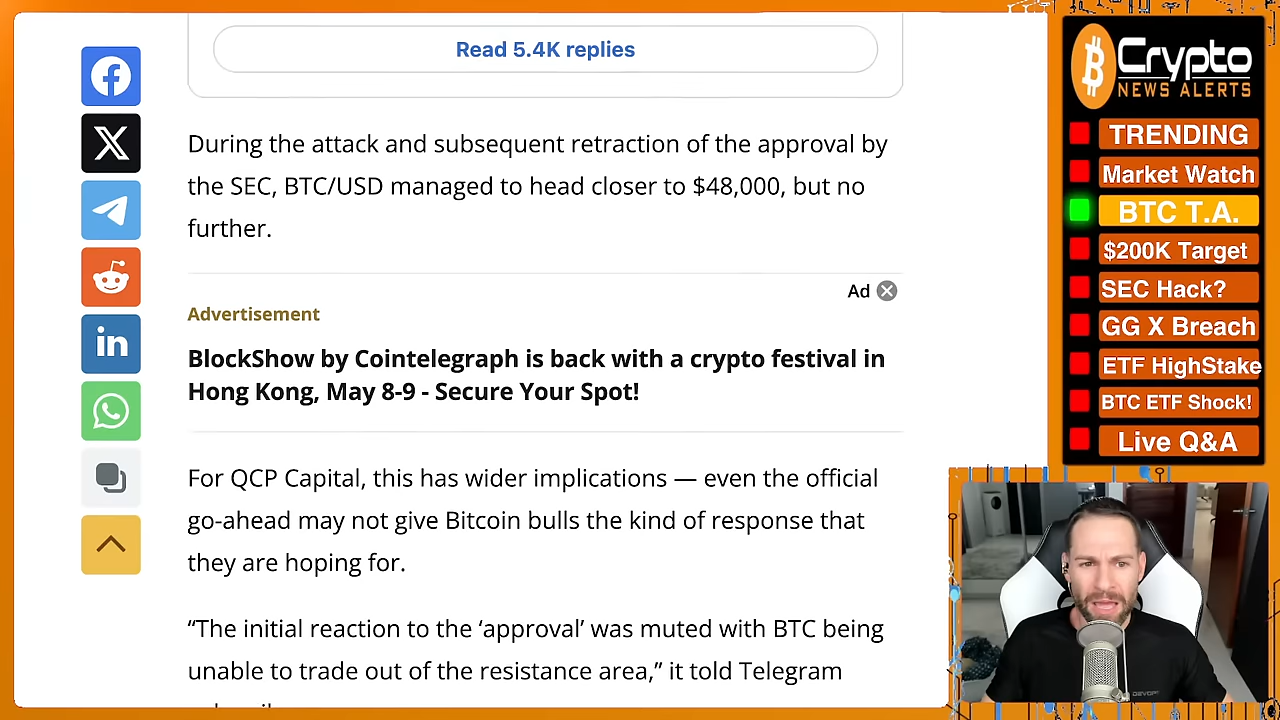 Read 5.4K replies
During the attack and subsequent retraction of the approval by
the SEC, BTC/USD managed to head closer to $48,000, but no
further.
Ad
Advertisement
BlockShow by Cointelegraph is back with a crypto festival in
Hong Kong, May 8-9 - Secure Your Spot!
For QCP Capital, this has wider implications — even the official
go-ahead may not give Bitcoin bulls the kind of response that
they are hoping for.
“The initial reaction to the ‘approval’ was muted with BTC being
unable to trade out of the resistance area,” it told Telegram
Crypto
NEWS ALERTS
TRENDING
Market Watch
BTC T.A.
$200K Target
SEC Hack?
GG X Breach
ETF HighStake
BTC ETF Shock!
Live Q&A